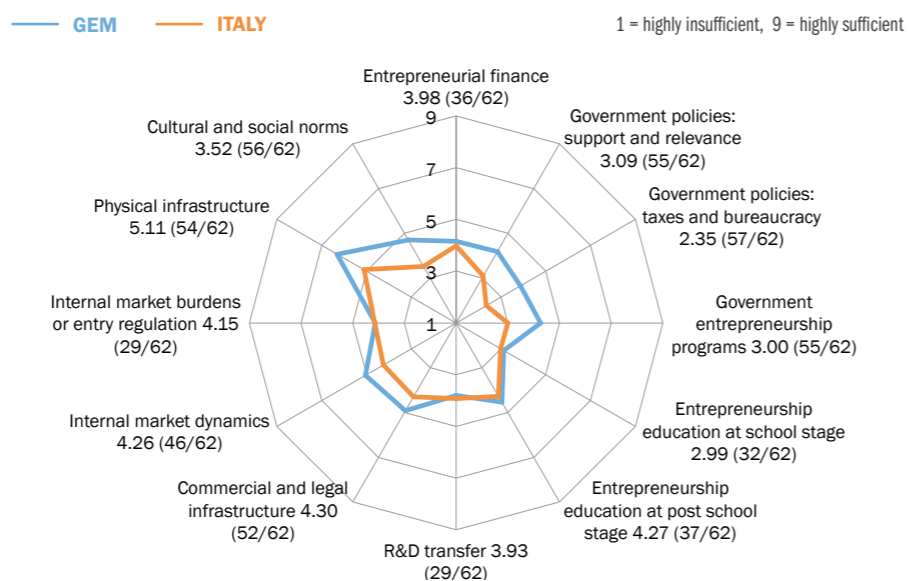 GEM ITALY 1 = highly insufficient, 9 = highly sufficient
Entrepreneurial finance
3.98 (36/62)
Government policies:
support and relevance
3.09 (55/62)
Government policies:
taxes and bureaucracy
2.35 (57/62)
Government
entrepreneurship
programs 3.00 (55/62)
Entrepreneurship
education at school stage
2.99 (32/62)
Entrepreneurship
education at post school
stage 4.27 (37/62)
R&D transfer 3.93
(29/62)
Commercial and legal
infrastructure 4.30
(52/62)
Internal market dynamics
4.26 (46/62)
Internal market burdens
or entry regulation 4.15
(29/62)
Physical infrastructure
5.11 (54/62)
Cultural and social norms
3.52 (56/62)
9
7
5
3
1